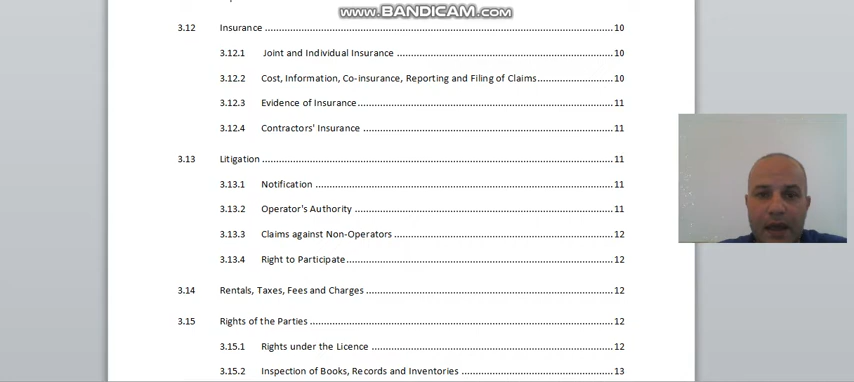 www.BANDICAM.com
3.12 Insurance 10
3.12.1 Joint and Individual Insurance 10
3.12.2 Cost, Information, Co-insurance, Reporting and Filing of Claims 10
3.12.3 Evidence of Insurance 11
3.12.4 Contractors' Insurance 11
3.13 Litigation 11
3.13.1 Notification 11
3.13.2 Operator's Authority 11
3.13.3 Claims against Non-Operators 12
3.13.4 Right to Participate 12
3.14 Rentals, Taxes, Fees and Charges 12
3.15 Rights of the Parties 12
3.15.1 Rights under the Licence 12
3.15.2 Inspection of Books, Records and Inventories 13